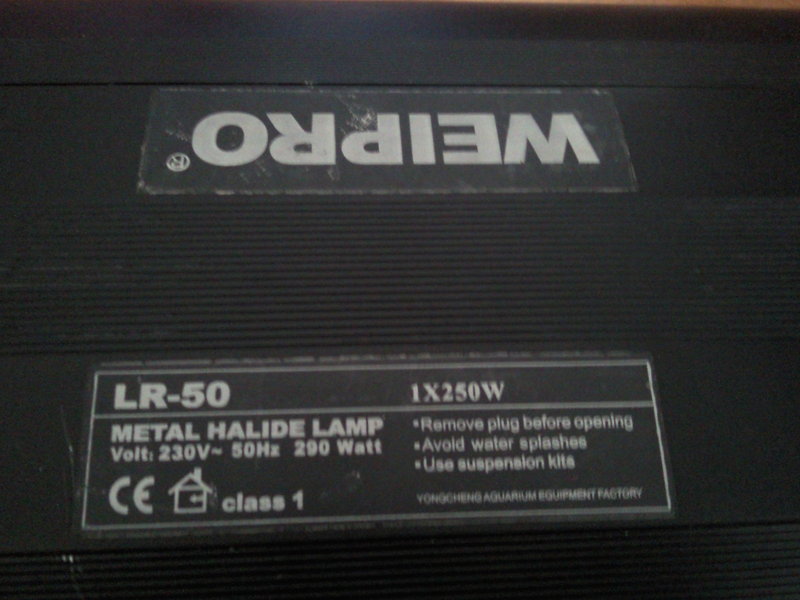 WEIPRO®
LR-50 1X250W
METAL HALIDE LAMP
Volt: 230V~ 50Hz 290 Watt
•Remove plug before opening
•Avoid water splashes
•Use suspension kits
CE class 1
YONGCHENG AQUARIUM EQUIPMENT FACTORY